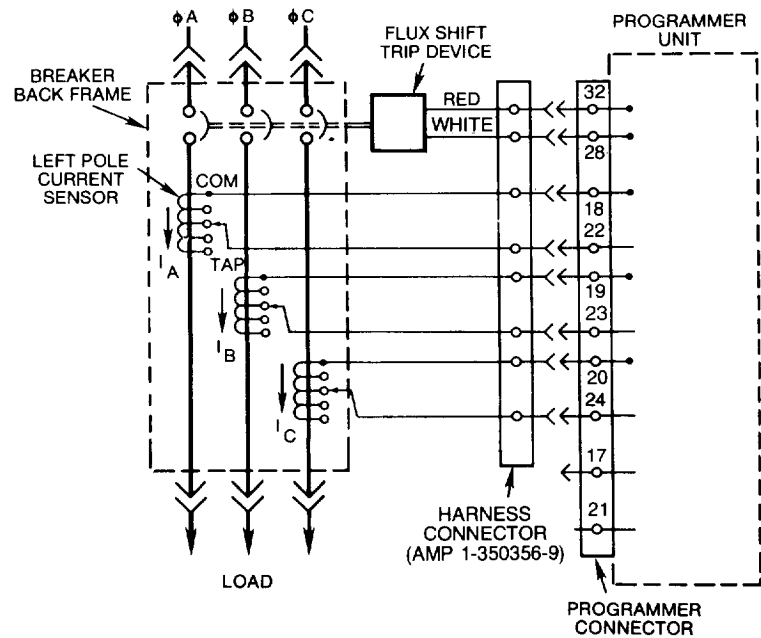 ϕA
ϕB
ϕC
FLUX SHIFT
TRIP DEVICE
PROGRAMMER
UNIT
BREAKER
BACK FRAME
RED
WHITE
32
28
LEFT POLE
CURRENT
SENSOR
COM
18
22
I A
TAP
19
23
I B
20
24
I C
17
21
HARNESS
CONNECTOR
(AMP 1-350356-9)
LOAD
PROGRAMMER
CONNECTOR